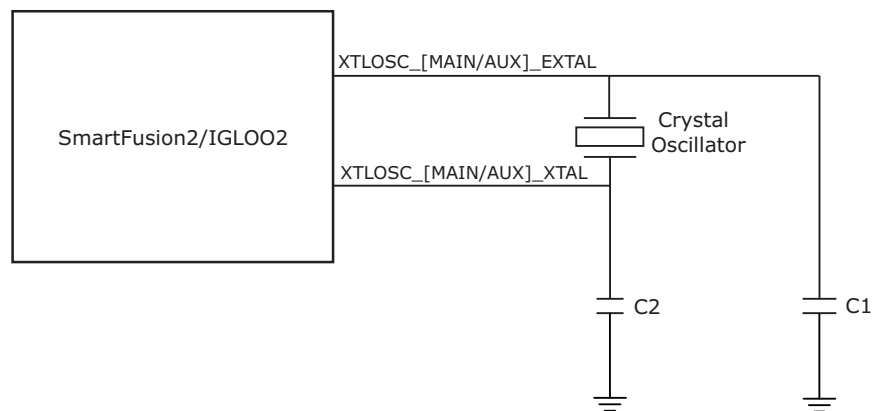 XTLOSC_[MAIN/AUX]_EXTAL
SmartFusion2/IGLOO2
Crystal
Oscillator
XTLOSC_[MAIN/AUX]_XTAL
C2
C1